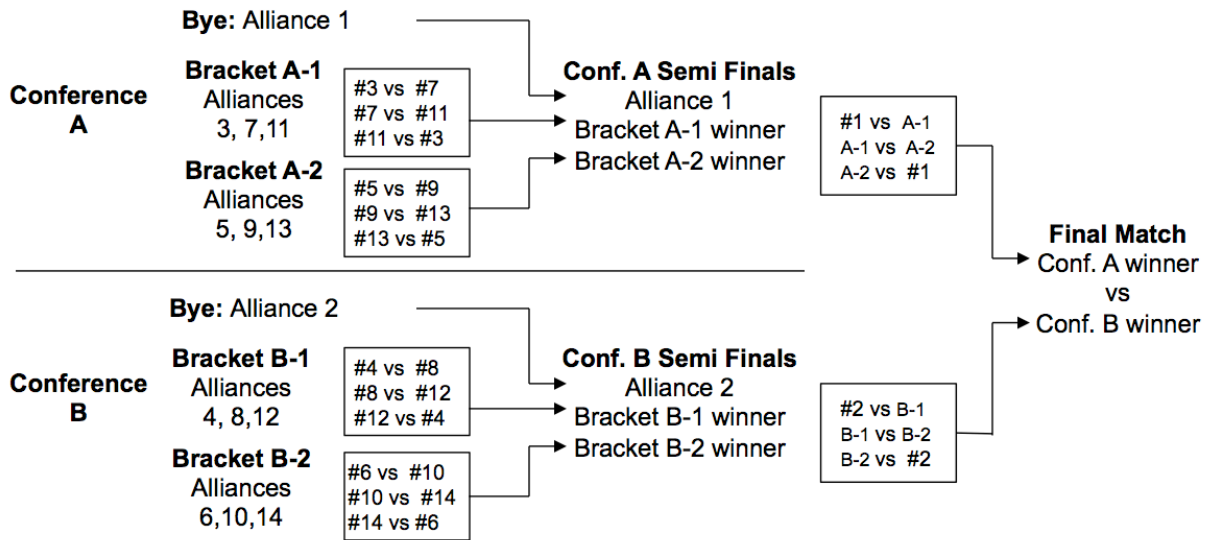 Bye: Alliance 1
Conference
A
Bracket A-1
Alliances
3, 7,11
#3 vs #7
#7 vs #11
#11 vs #3
Bracket A-2
Alliances
5, 9,13
#5 vs #9
#9 vs #13
#13 vs #5
Conf. A Semi Finals
Alliance 1
Bracket A-1 winner
Bracket A-2 winner
#1 vs A-1
A-1 vs A-2
A-2 vs #1
Final Match
Conf. A winner
vs
Conf. B winner
Bye: Alliance 2
Conference
B
Bracket B-1
Alliances
4, 8,12
#4 vs #8
#8 vs #12
#12 vs #4
Bracket B-2
Alliances
6,10,14
#6 vs #10
#10 vs #14
#14 vs #6
Conf. B Semi Finals
Alliance 2
Bracket B-1 winner
Bracket B-2 winner
#2 vs B-1
B-1 vs B-2
B-2 vs #2